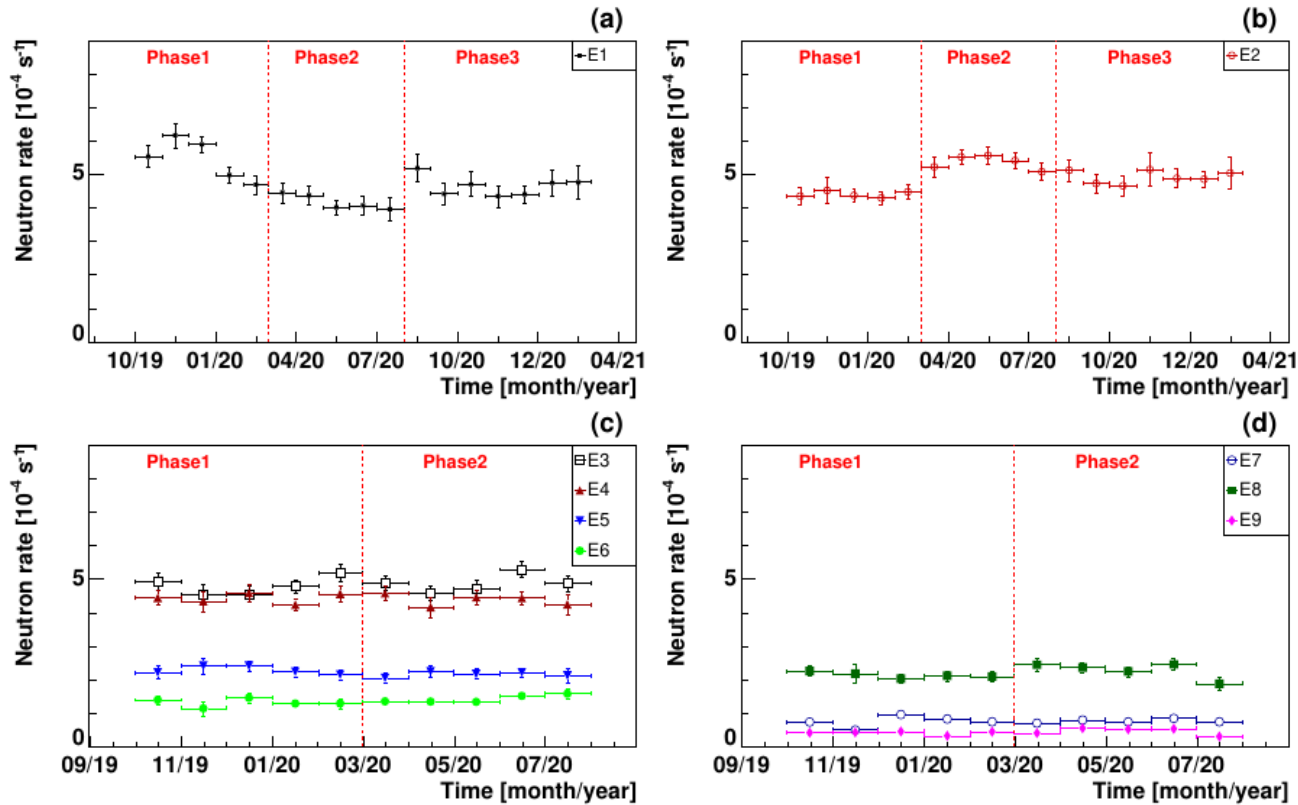 (a)
Neutron rate [10⁻⁴ s⁻¹]
Phase1 Phase2 Phase3 E1
5
0
10/19 01/20 04/20 07/20 10/20 12/20 04/21
Time [month/year]
(b)
Neutron rate [10⁻⁴ s⁻¹]
Phase1 Phase2 Phase3 E2
5
0
10/19 01/20 04/20 07/20 10/20 12/20 04/21
Time [month/year]
(c)
Neutron rate [10⁻⁴ s⁻¹]
Phase1 Phase2 E3
E4
E5
E6
5
0
09/19 11/19 01/20 03/20 05/20 07/20
Time [month/year]
(d)
Neutron rate [10⁻⁴ s⁻¹]
Phase1 Phase2 E7
E8
E9
5
0
09/19 11/19 01/20 03/20 05/20 07/20
Time [month/year]